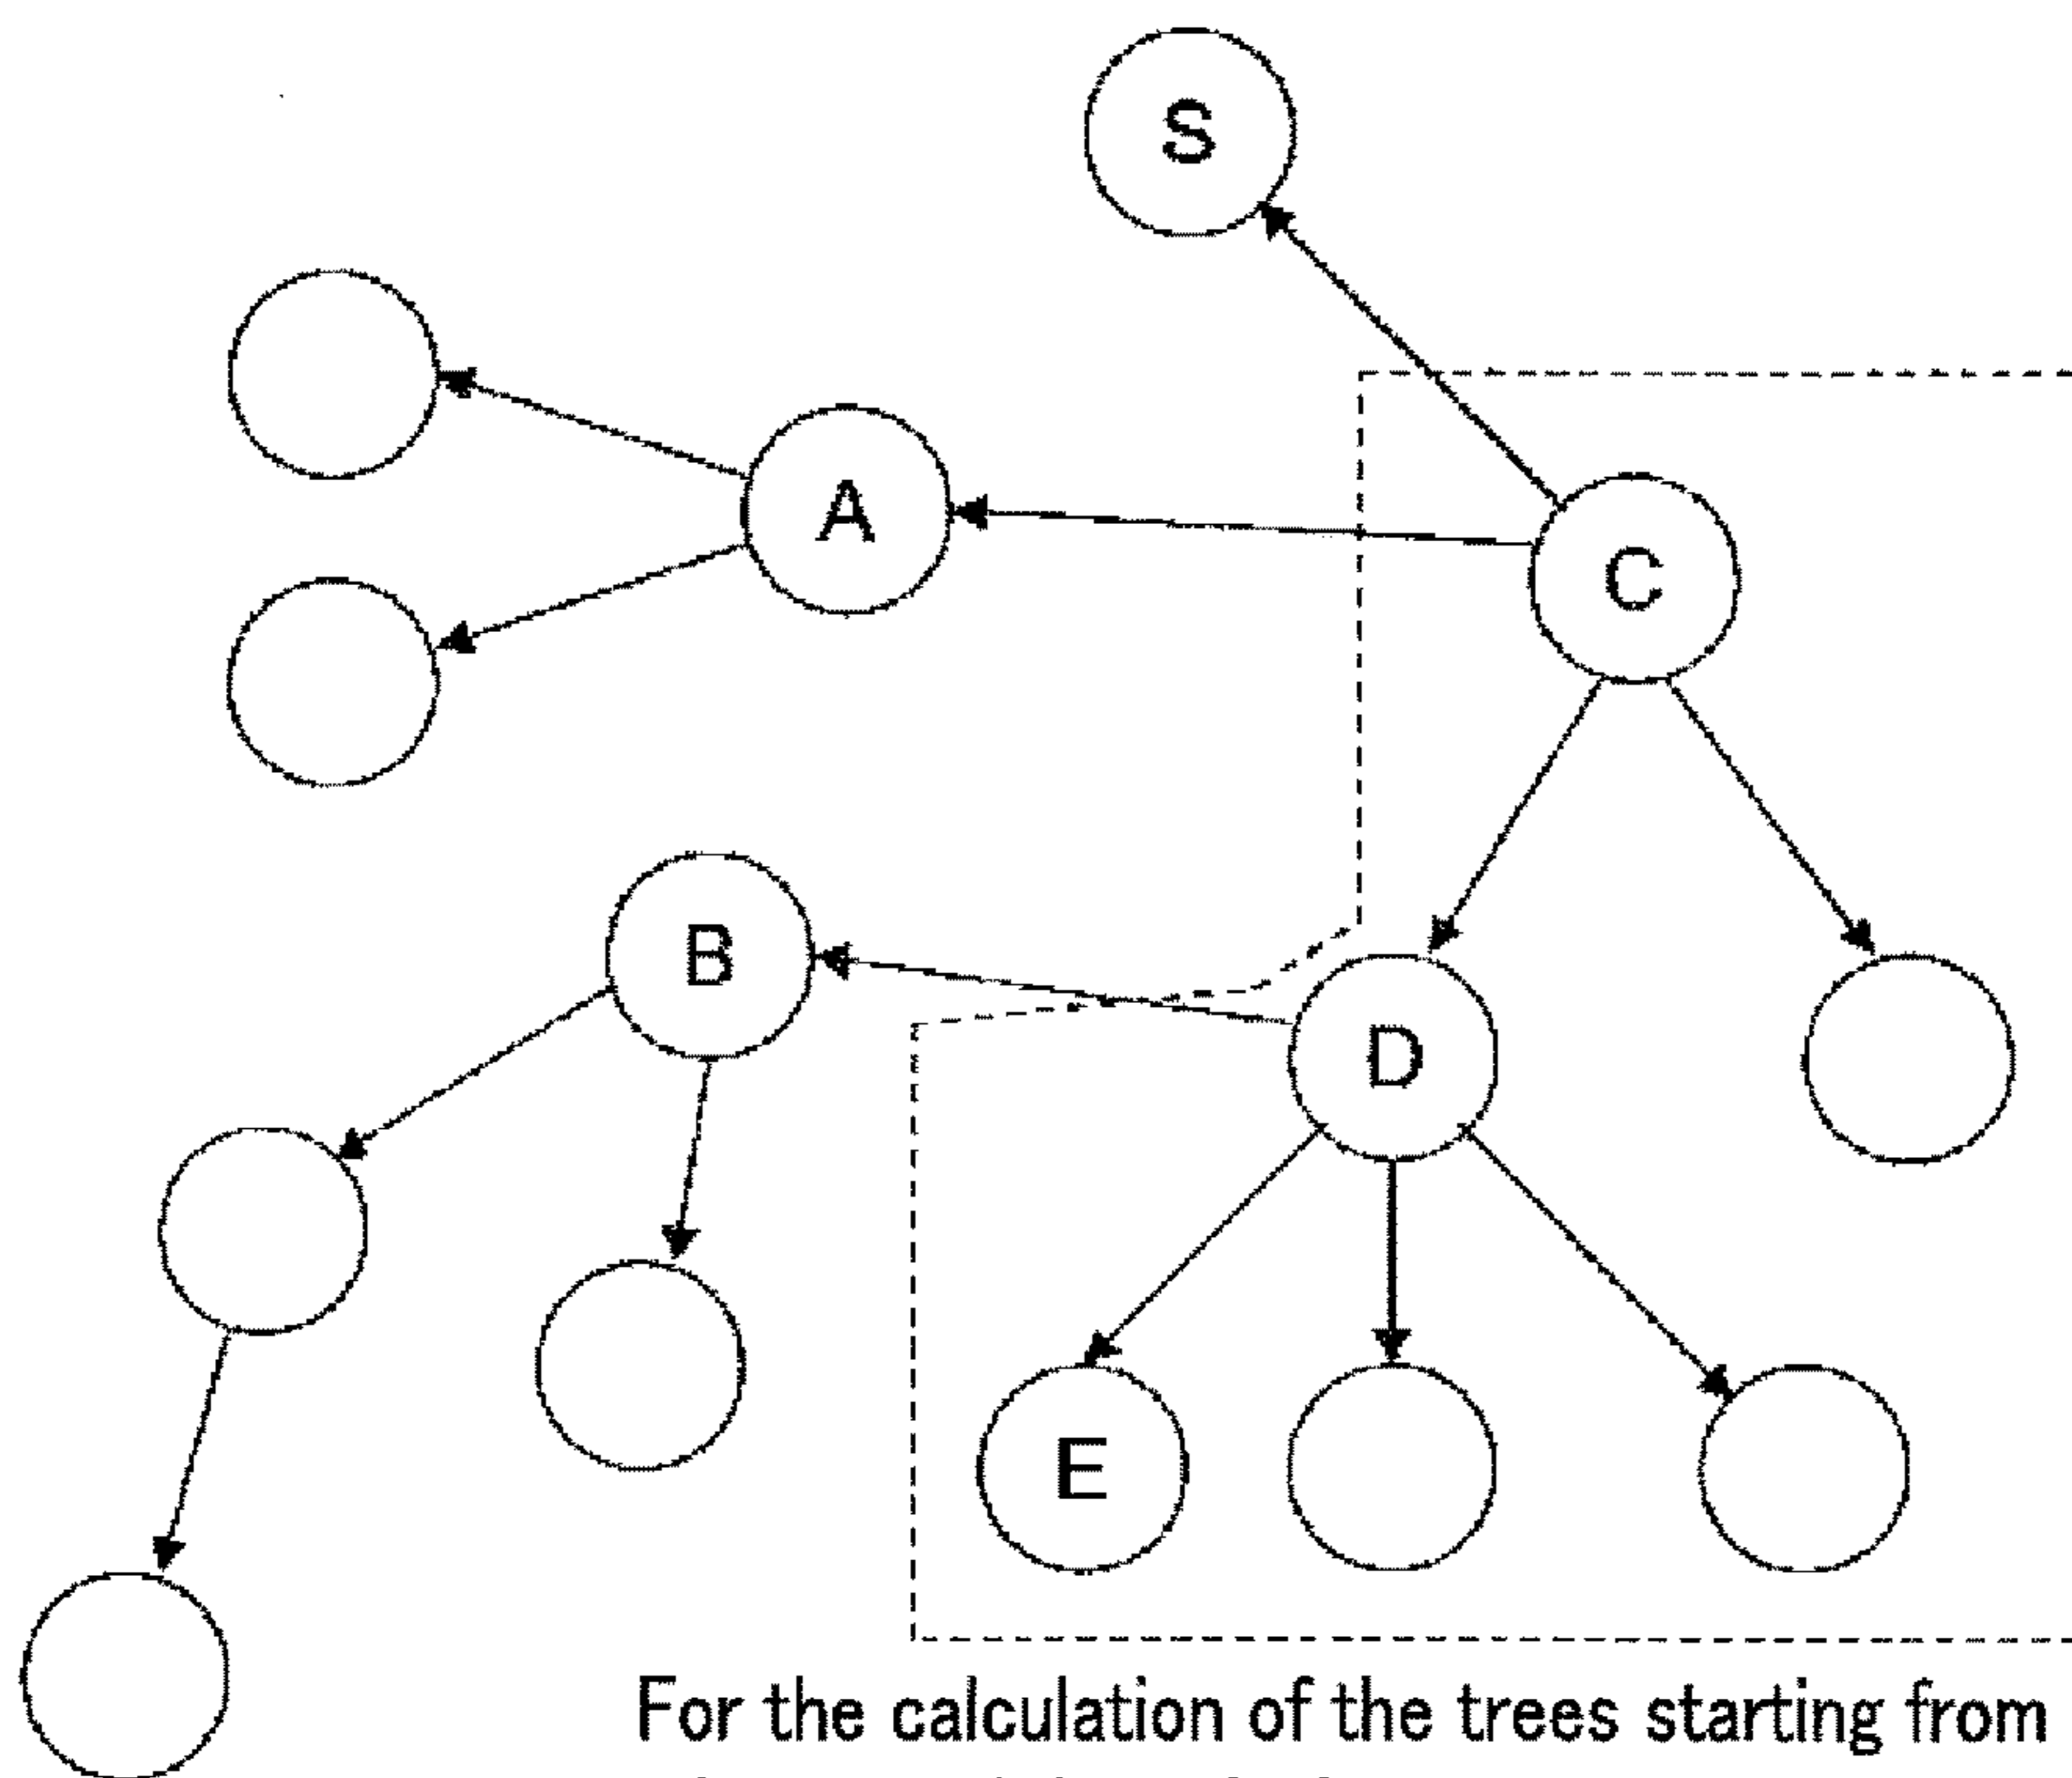 S
A
C
B
D
E
For the calculation of the trees starting from